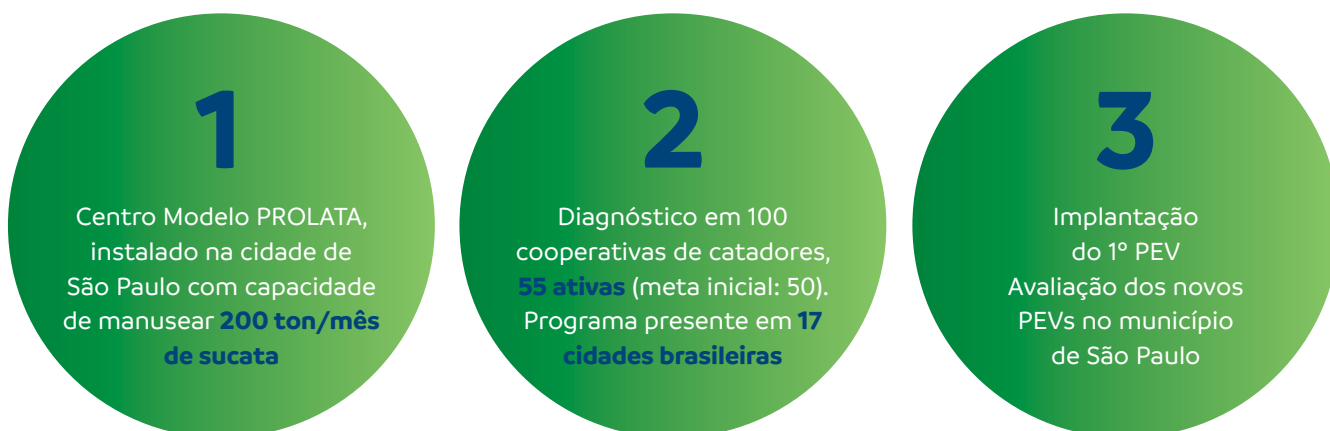 1
Centro Modelo PROLATA,
instalado na cidade de
São Paulo com capacidade
de manusear 200 ton/mês
de sucata
2
Diagnóstico em 100
cooperativas de catadores,
55 ativas (meta inicial: 50).
Programa presente em 17
cidades brasileiras
3
Implantação
do 1º PEV
Avaliação dos novos
PEVs no município
de São Paulo